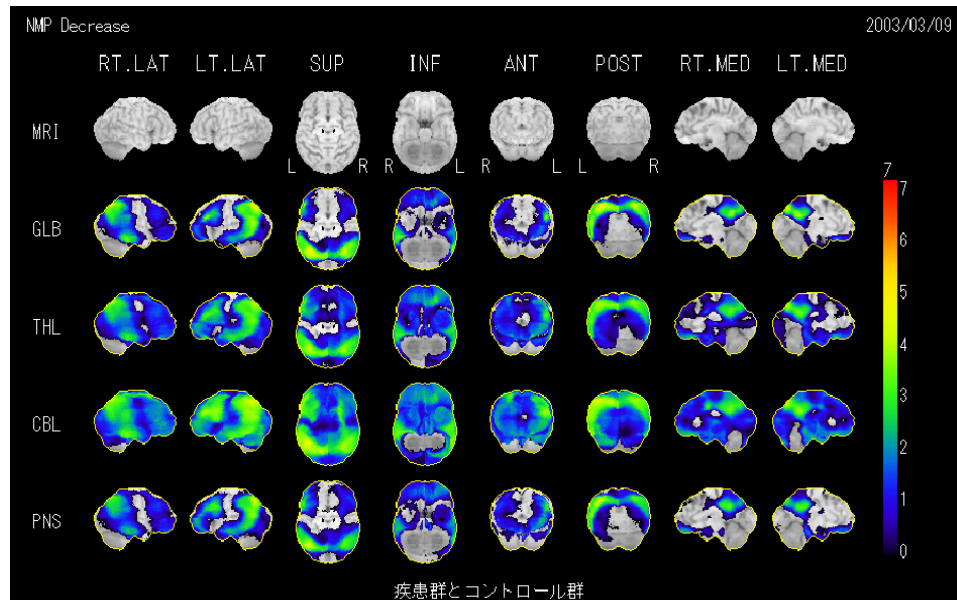 NMP Decrease 2003/03/09
RT.LAT LT.LAT SUP INF ANT POST RT.MED LT.MED
MRI
L R R L R L L R
7
7
GLB
6
5
THL
4
3
CBL
2
1
PNS
0
疾患群とコントロール群